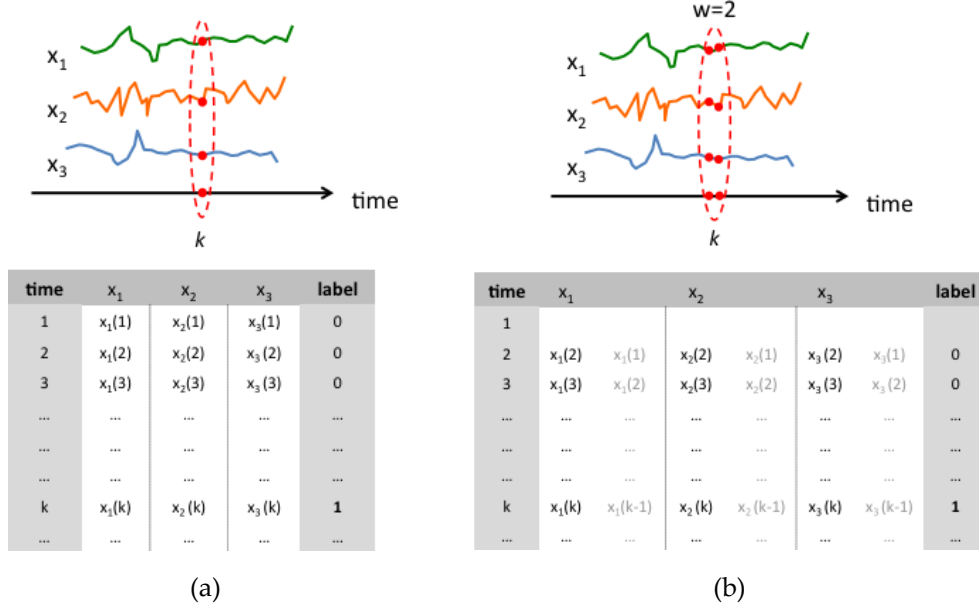 x1
x2
x3
time
k
time x1 x2 x3 label
1 x1(1) x2(1) x3(1) 0
2 x1(2) x2(2) x3(2) 0
3 x1(3) x2(3) x3(3) 0
... ... ... ... ...
... ... ... ... ...
... ... ... ... ...
k x1(k) x2(k) x3(k) 1
... ... ... ... ...
(a)
w=2
x1
x2
x3
time
k
time x1 x2 x3 label
1
2 x1(2) x1(1) x2(2) x2(1) x3(2) x3(1) 0
3 x1(3) x1(2) x2(3) x2(2) x3(3) x3(2) 0
... ... ... ... ... ... ... ...
... ... ... ... ... ... ... ...
... ... ... ... ... ... ... ...
k x1(k) x1(k-1) x2(k) x2(k-1) x3(k) x3(k-1) 1
... ... ... ... ... ... ... ...
(b)